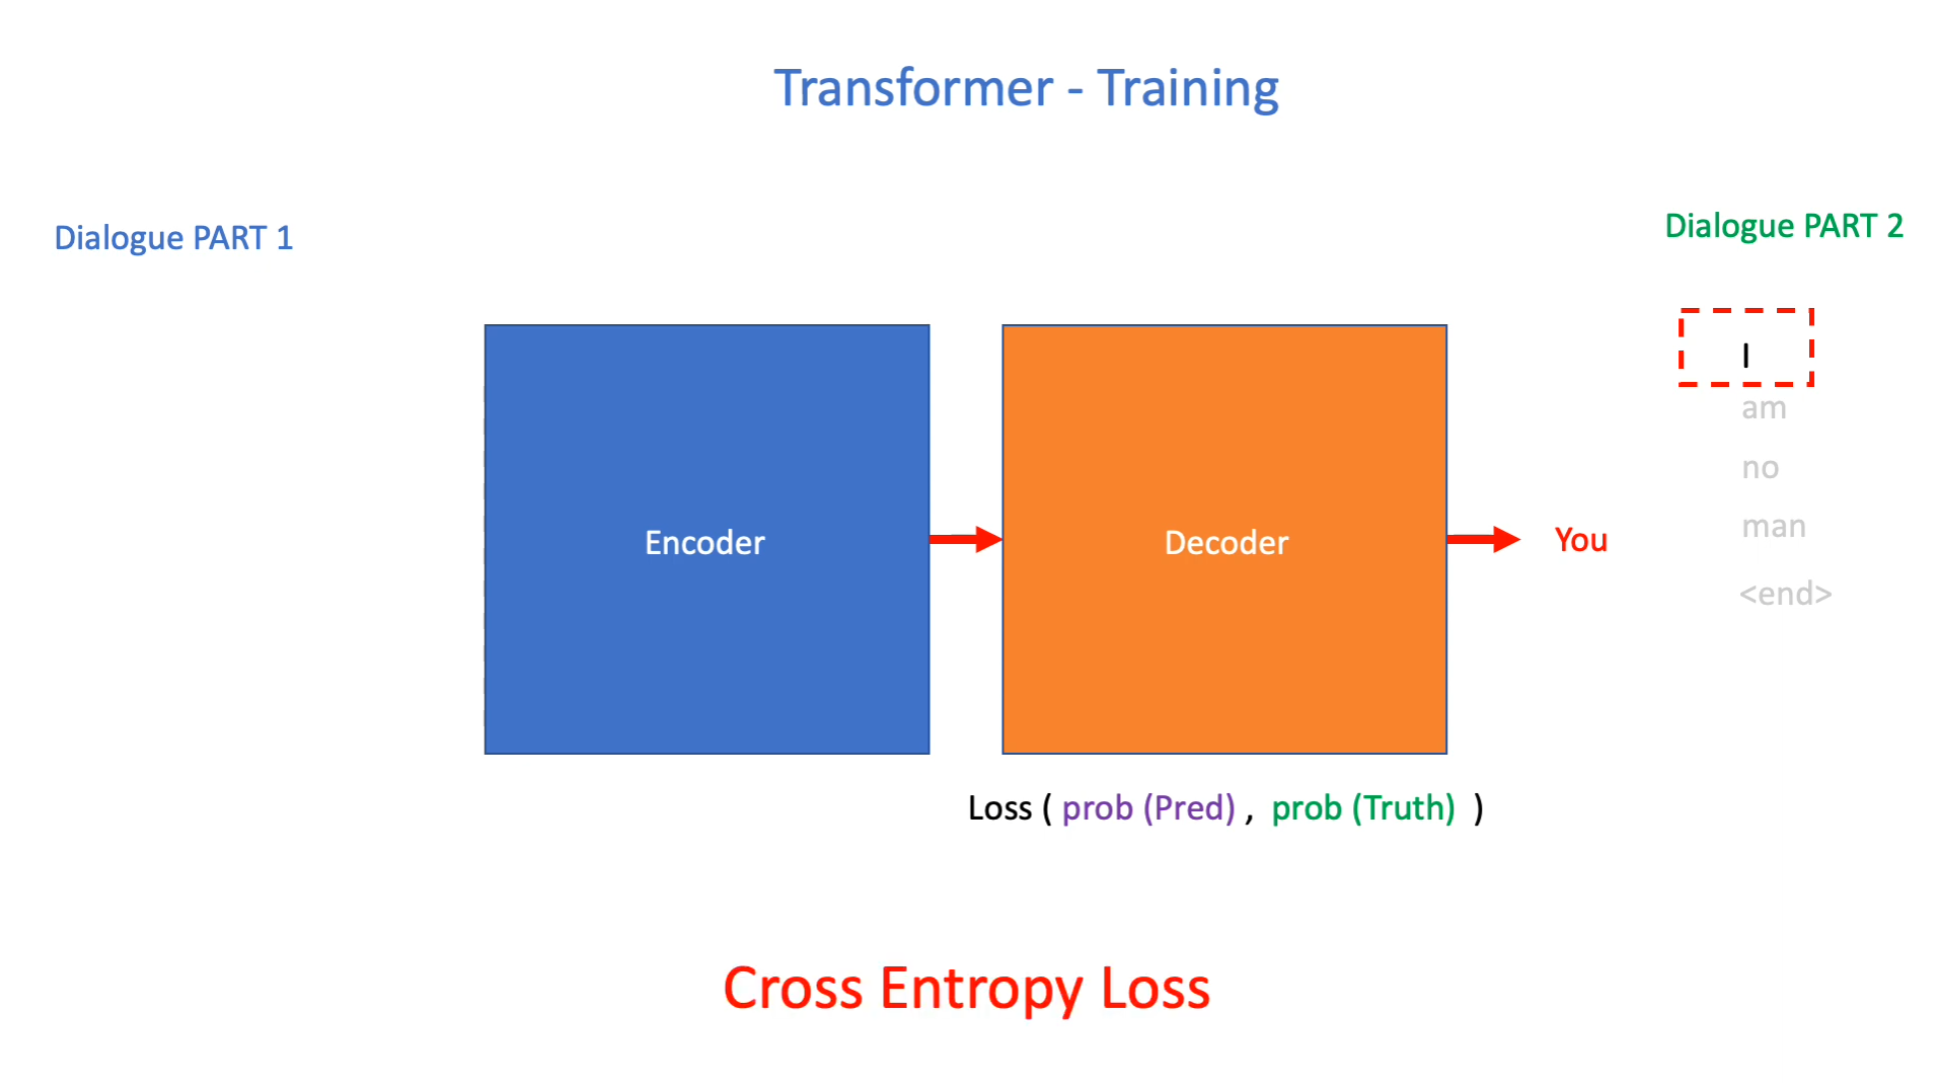 Transformer - Training
Dialogue PART 1
Dialogue PART 2
I
am
no
man
<end>
Encoder
Decoder
You
Loss ( prob (Pred) , prob (Truth) )
Cross Entropy Loss